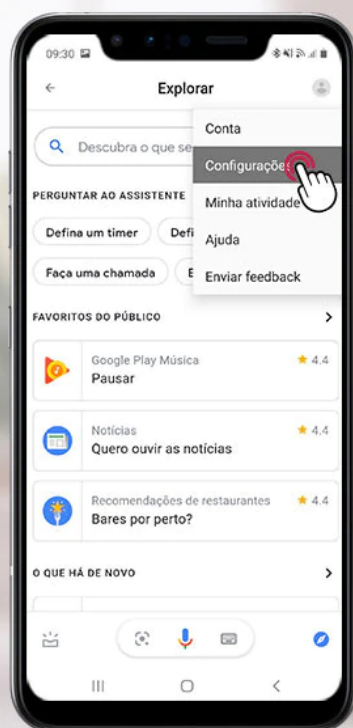 09:30
Explorar
Descubra o que se
Conta
Configurações
Minha atividade
Ajuda
Enviar feedback
PERGUNTAR AO ASSISTENTE
Defina um timer
Defi
Faça uma chamada
FAVORITOS DO PÚBLICO
Google Play Música
4.4
Pausar
Notícias
4.4
Quero ouvir as notícias
Recomendações de restaurantes
4.4
Bares por perto?
O QUE HÁ DE NOVO